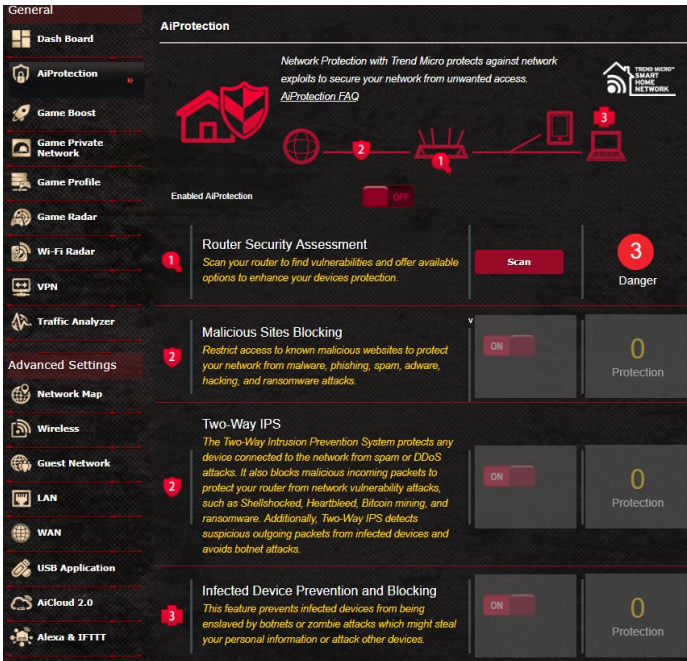 General
Dash Board
AiProtection
Game Boost
Game Private
Network
Game Profile
Game Radar
Wi-Fi Radar
VPN
Traffic Analyzer
Advanced Settings
Network Map
Wireless
Guest Network
LAN
WAN
USB Application
AiCloud 2.0
Alexa & IFTTT
AiProtection
Network Protection with Trend Micro protects against network
exploits to secure your network from unwanted access.
AiProtection FAQ
TREND MICRO™
SMART
HOME
NETWORK
2
1
3
Enabled AiProtection
OFF
1
Router Security Assessment
Scan your router to find vulnerabilities and offer available
options to enhance your devices protection.
Scan
3
Danger
2
Malicious Sites Blocking
Restrict access to known malicious websites to protect
your network from malware, phishing, spam, adware,
hacking, and ransomware attacks.
v
ON
0
Protection
2
Two-Way IPS
The Two-Way Intrusion Prevention System protects any
device connected to the network from spam or DDoS
attacks. It also blocks malicious incoming packets to
protect your router from network vulnerability attacks,
such as Shellshocked, Heartbleed, Bitcoin mining, and
ransomware. Additionally, Two-Way IPS detects
suspicious outgoing packets from infected devices and
avoids botnet attacks.
ON
0
Protection
3
Infected Device Prevention and Blocking
This feature prevents infected devices from being
enslaved by botnets or zombie attacks which might steal
your personal information or attack other devices.
ON
0
Protection